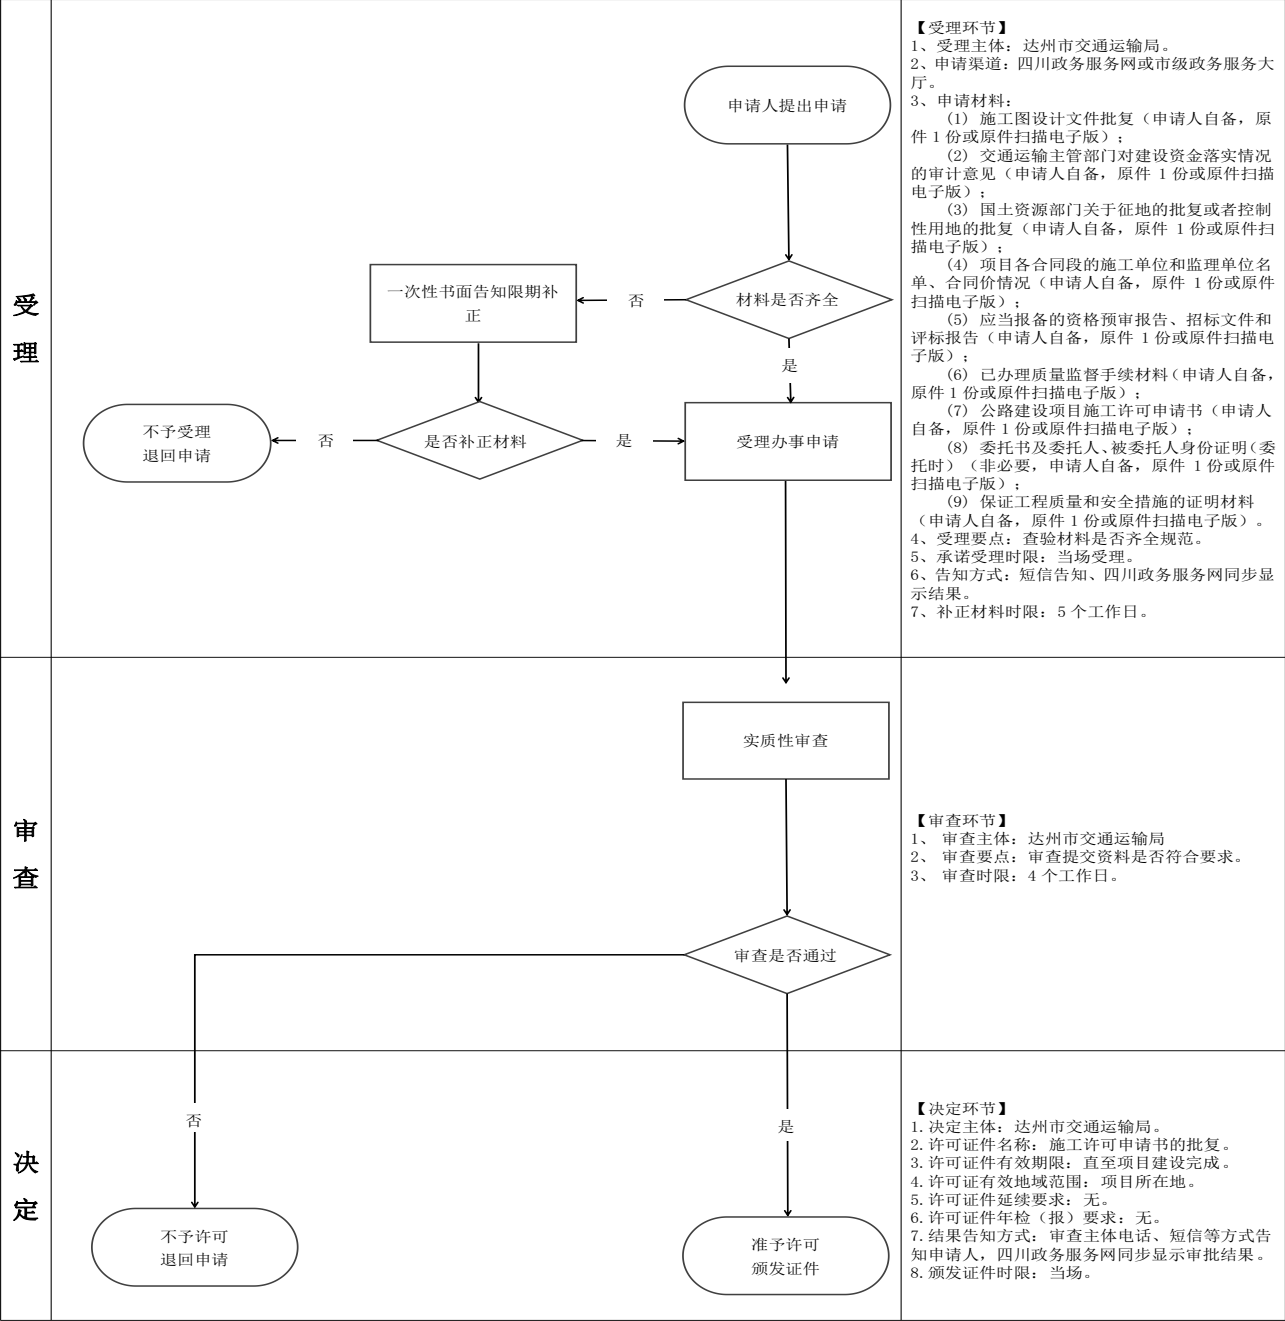 受
理
申请人提出申请
材料是否齐全
否
一次性书面告知限期补
正
是
不予受理
退回申请
否
是否补正材料
是
受理办事申请
【受理环节】
1、受理主体：达州市交通运输局。
2、申请渠道：四川政务服务网或市级政务服务大
厅。
3、申请材料：
（1）施工图设计文件批复（申请人自备，原
件 1 份或原件扫描电子版）；
（2）交通运输主管部门对建设资金落实情况
的审计意见（申请人自备，原件 1 份或原件扫描
电子版）；
（3）国土资源部门关于征地的批复或者控制
性用地的批复（申请人自备，原件 1 份或原件扫
描电子版）；
（4）项目各合同段的施工单位和监理单位名
单、合同价情况（申请人自备，原件 1 份或原件
扫描电子版）；
（5）应当报备的资格预审报告、招标文件和
评标报告（申请人自备，原件 1 份或原件扫描电
子版）；
（6）已办理质量监督手续材料（申请人自备，
原件 1 份或原件扫描电子版）；
（7）公路建设项目施工许可申请书（申请人
自备，原件 1 份或原件扫描电子版）；
（8）委托书及委托人、被委托人身份证明（委
托时）（非必要，申请人自备，原件 1 份或原件
扫描电子版）；
（9）保证工程质量和安全措施的证明材料
（申请人自备，原件 1 份或原件扫描电子版）。
4、受理要点：查验材料是否齐全规范。
5、承诺受理时限：当场受理。
6、告知方式：短信告知、四川政务服务网同步显
示结果。
7、补正材料时限：5 个工作日。
审
查
实质性审查
审查是否通过
【审查环节】
1、 审查主体：达州市交通运输局
2、 审查要点：审查提交资料是否符合要求。
3、 审查时限：4 个工作日。
决
定
否
是
不予许可
退回申请
准予许可
颁发证件
【决定环节】
1.决定主体：达州市交通运输局。
2.许可证件名称：施工许可申请书的批复。
3.许可证件有效期限：直至项目建设完成。
4.许可证有效地域范围：项目所在地。
5.许可证件延续要求：无。
6.许可证件年检（报）要求：无。
7.结果告知方式：审查主体电话、短信等方式告
知申请人，四川政务服务网同步显示审批结果。
8.颁发证件时限：当场。